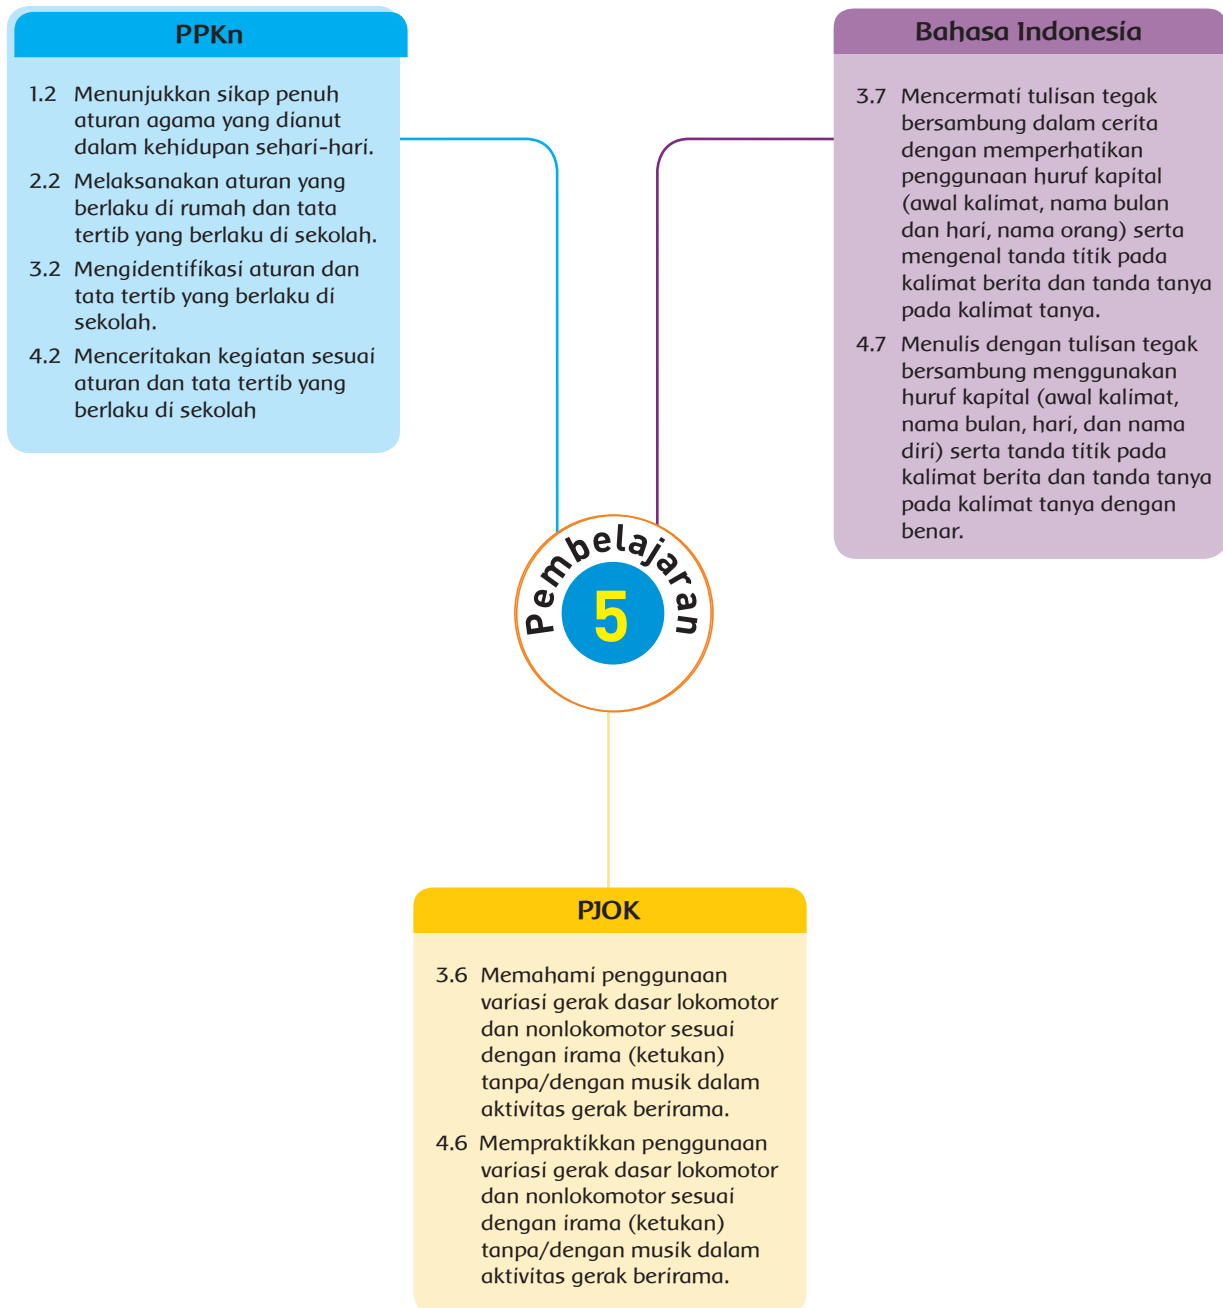 PPKn
1.2 Menunjukkan sikap penuh
aturan agama yang dianut
dalam kehidupan sehari-hari.
2.2 Melaksanakan aturan yang
berlaku di rumah dan tata
tertib yang berlaku di sekolah.
3.2 Mengidentifikasi aturan dan
tata tertib yang berlaku di
sekolah.
4.2 Menceritakan kegiatan sesuai
aturan dan tata tertib yang
berlaku di sekolah
Bahasa Indonesia
3.7 Mencermati tulisan tegak
bersambung dalam cerita
dengan memperhatikan
penggunaan huruf kapital
(awal kalimat, nama bulan
dan hari, nama orang) serta
mengenal tanda titik pada
kalimat berita dan tanda tanya
pada kalimat tanya.
4.7 Menulis dengan tulisan tegak
bersambung menggunakan
huruf kapital (awal kalimat,
nama bulan, hari, dan nama
diri) serta tanda titik pada
kalimat berita dan tanda tanya
pada kalimat tanya dengan
benar.
Pembelajaran
5
PJOK
3.6 Memahami penggunaan
variasi gerak dasar lokomotor
dan nonlokomotor sesuai
dengan irama (ketukan)
tanpa/dengan musik dalam
aktivitas gerak berirama.
4.6 Mempraktikkan penggunaan
variasi gerak dasar lokomotor
dan nonlokomotor sesuai
dengan irama (ketukan)
tanpa/dengan musik dalam
aktivitas gerak berirama.